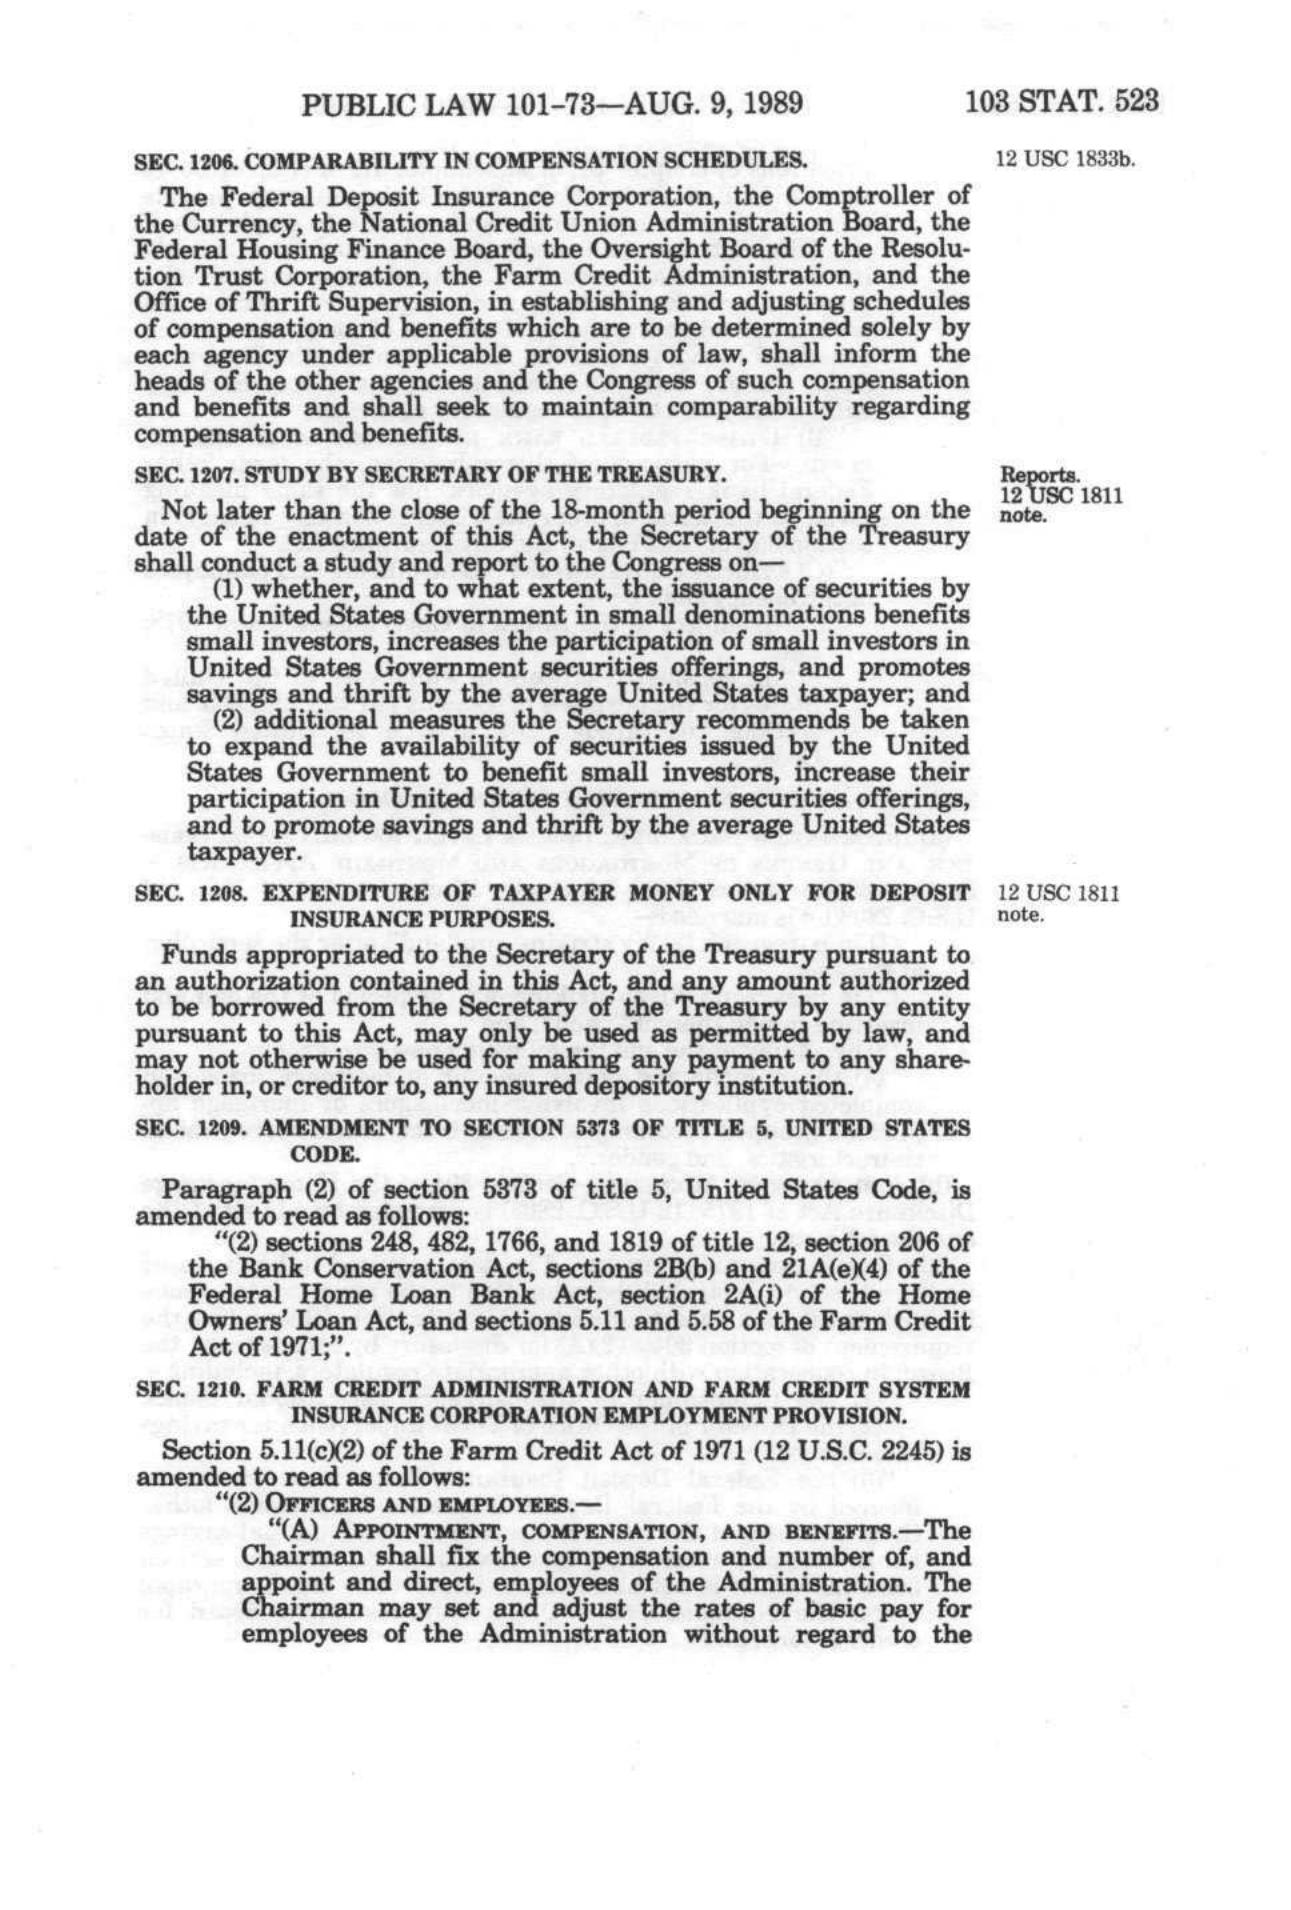 PUBLIC LAW 101-73—AUG. 9, 1989
103 STAT. 523
SEC. 1206. COMPARABILITY IN COMPENSATION SCHEDULES.
12 USC 1833b.
The Federal Deposit Insurance Corporation, the Comptroller of
the Currency, the National Credit Union Administration Board, the
Federal Housing Finance Board, the Oversight Board of the Resolu-
tion Trust Corporation, the Farm Credit Administration, and the
Office of Thrift Supervision, in establishing and adjusting schedules
of compensation and benefits which are to be determined solely by
each agency under applicable provisions of law, shall inform the
heads of the other agencies and the Congress of such compensation
and benefits and shall seek to maintain comparability regarding
compensation and benefits.
SEC. 1207. STUDY BY SECRETARY OF THE TREASURY.
Reports.
12 USC 1811
note.
Not later than the close of the 18-month period beginning on the
date of the enactment of this Act, the Secretary of the Treasury
shall conduct a study and report to the Congress on—
(1) whether, and to what extent, the issuance of securities by
the United States Government in small denominations benefits
small investors, increases the participation of small investors in
United States Government securities offerings, and promotes
savings and thrift by the average United States taxpayer; and
(2) additional measures the Secretary recommends be taken
to expand the availability of securities issued by the United
States Government to benefit small investors, increase their
participation in United States Government securities offerings,
and to promote savings and thrift by the average United States
taxpayer.
SEC. 1208. EXPENDITURE OF TAXPAYER MONEY ONLY FOR DEPOSIT
INSURANCE PURPOSES.
12 USC 1811
note.
Funds appropriated to the Secretary of the Treasury pursuant to
an authorization contained in this Act, and any amount authorized
to be borrowed from the Secretary of the Treasury by any entity
pursuant to this Act, may only be used as permitted by law, and
may not otherwise be used for making any payment to any share-
holder in, or creditor to, any insured depository institution.
SEC. 1209. AMENDMENT TO SECTION 5373 OF TITLE 5, UNITED STATES
CODE.
Paragraph (2) of section 5373 of title 5, United States Code, is
amended to read as follows:
"(2) sections 248, 482, 1766, and 1819 of title 12, section 206 of
the Bank Conservation Act, sections 2B(b) and 21A(e)(4) of the
Federal Home Loan Bank Act, section 2A(i) of the Home
Owners' Loan Act, and sections 5.11 and 5.58 of the Farm Credit
Act of 1971;".
SEC. 1210. FARM CREDIT ADMINISTRATION AND FARM CREDIT SYSTEM
INSURANCE CORPORATION EMPLOYMENT PROVISION.
Section 5.11(c)(2) of the Farm Credit Act of 1971 (12 U.S.C. 2245) is
amended to read as follows:
"(2) OFFICERS AND EMPLOYEES.—
"(A) APPOINTMENT, COMPENSATION, AND BENEFITS.—The
Chairman shall fix the compensation and number of, and
appoint and direct, employees of the Administration. The
Chairman may set and adjust the rates of basic pay for
employees of the Administration without regard to the